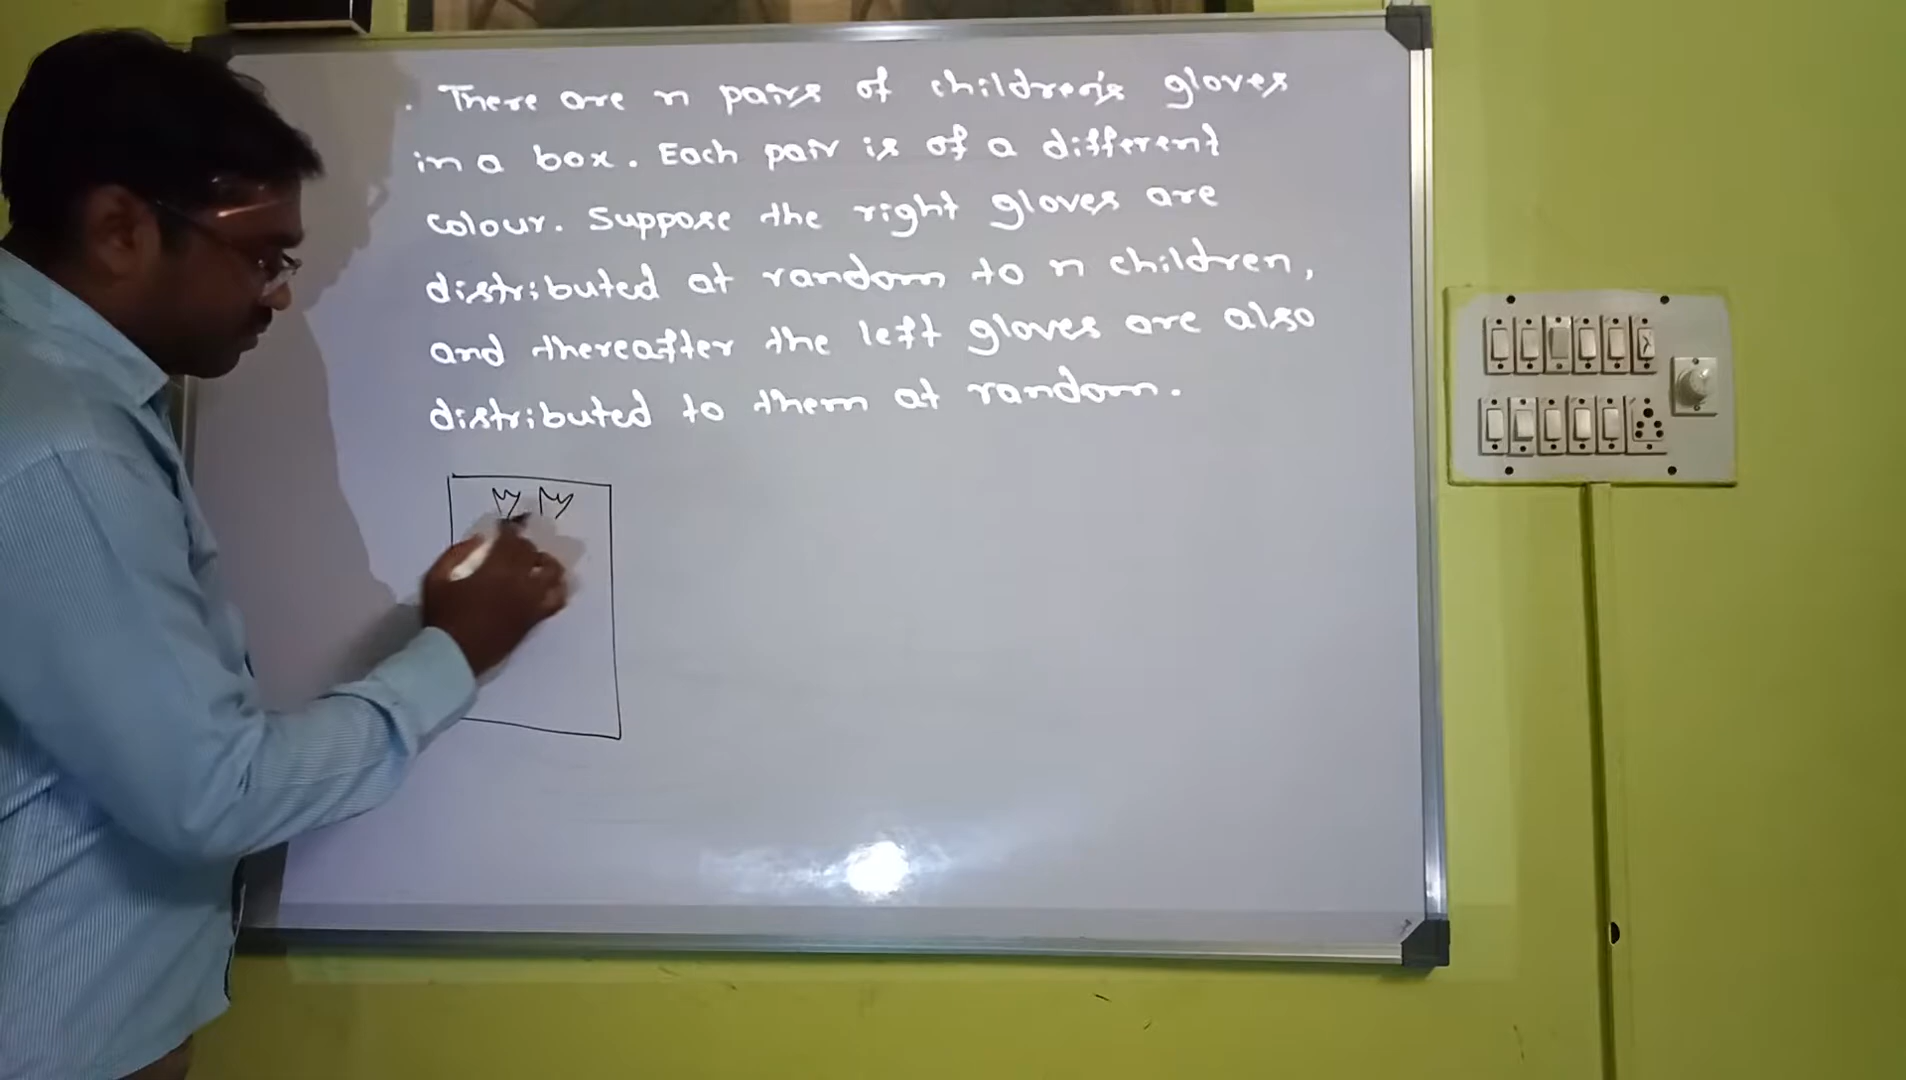 . There are n pairs of children's gloves
in a box. Each pair is of a different
colour. Suppose the right gloves are
distributed at random to n children,
and thereafter the left gloves are also
distributed to them at random.